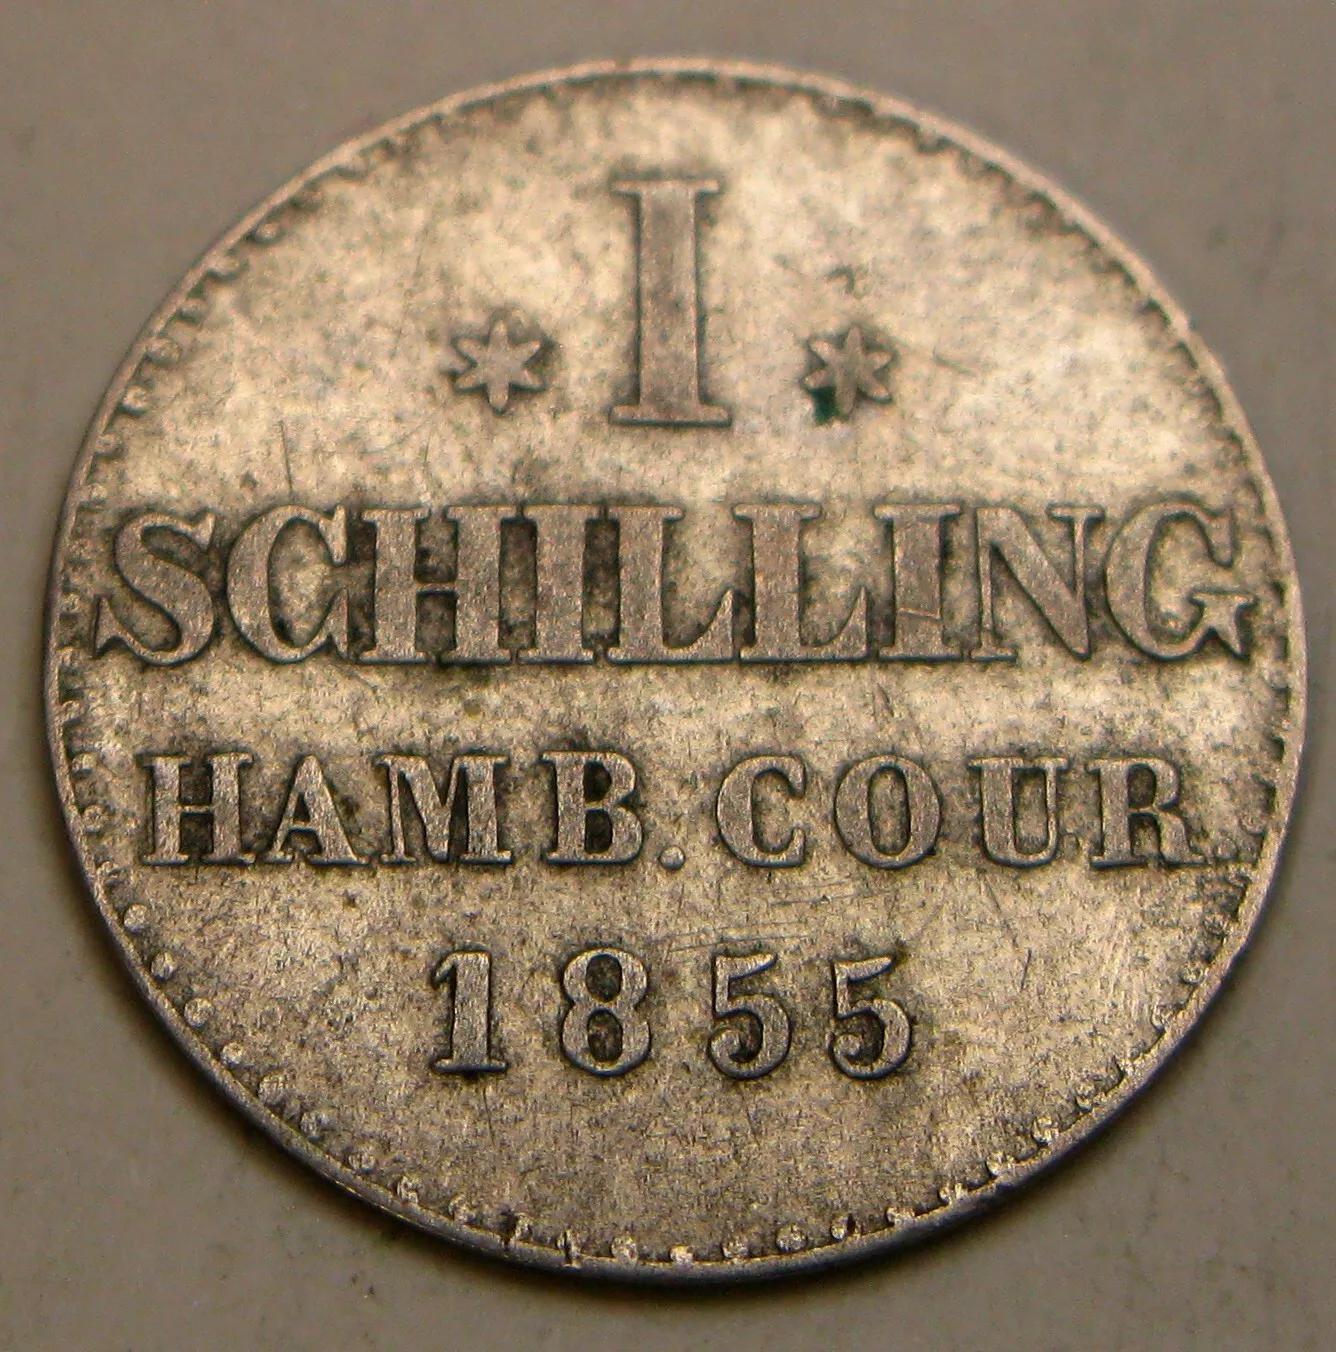 * I *
SCHILLING
HAMB. COUR.
1855